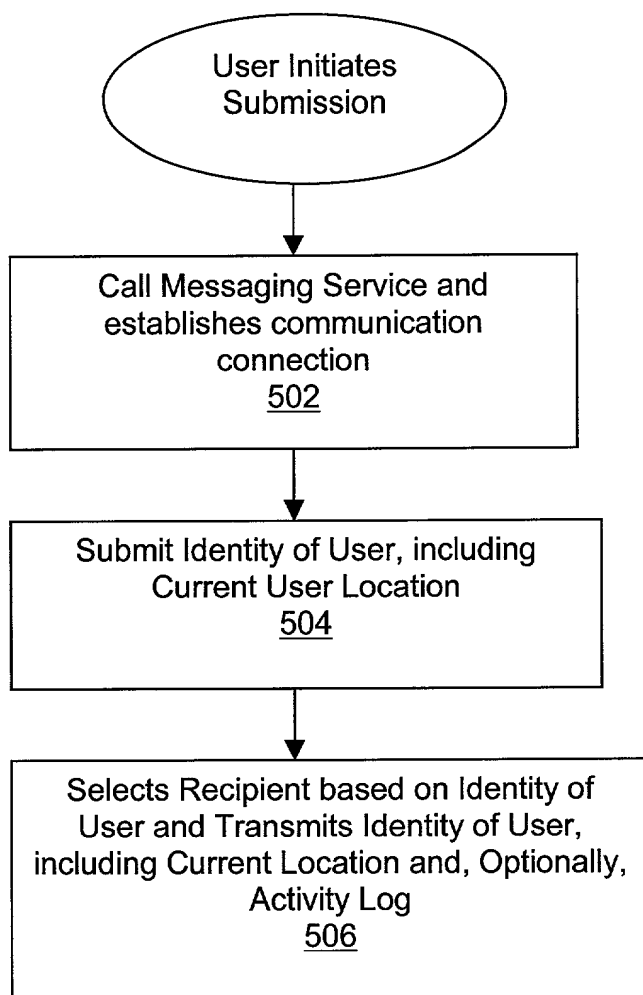 User Initiates
Submission
Call Messaging Service and
establishes communication
connection
502
Submit Identity of User, including
Current User Location
504
Selects Recipient based on Identity of
User and Transmits Identity of User,
including Current Location and, Optionally,
Activity Log
506